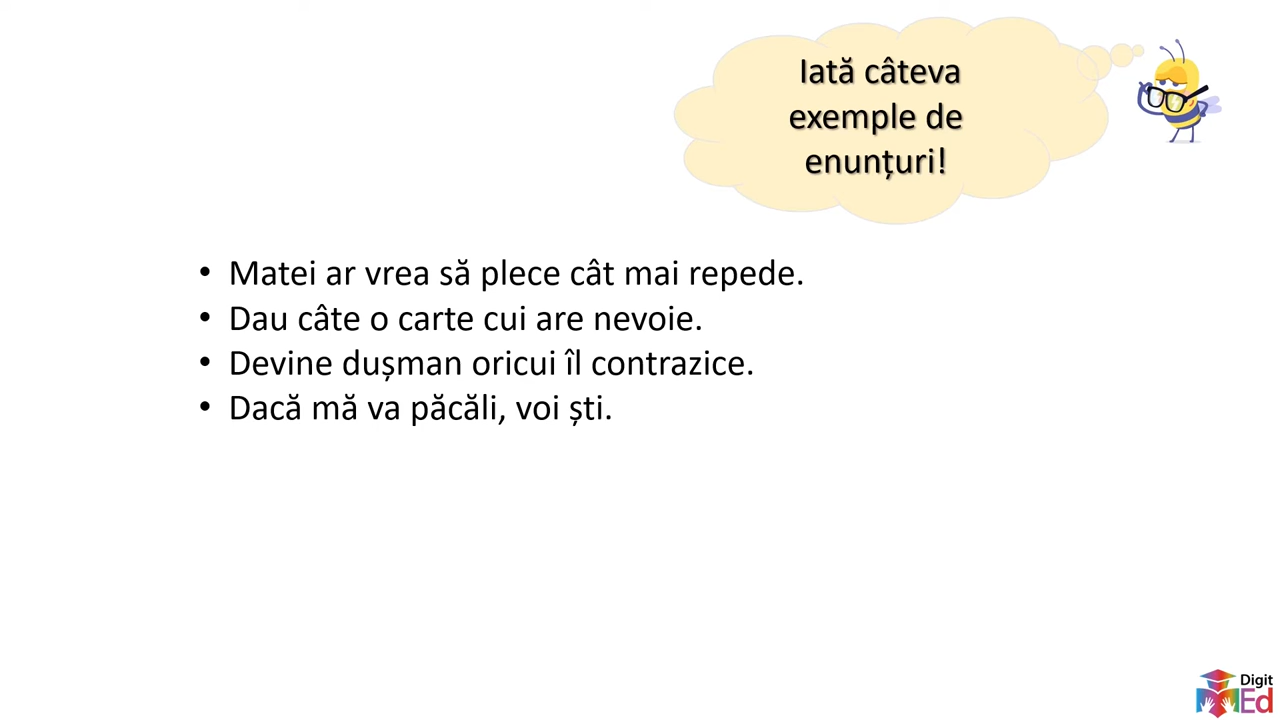 Iată câteva
exemple de
enunțuri!
• Matei ar vrea să plece cât mai repede.
• Dau câte o carte cui are nevoie.
• Devine dușman oricui îl contrazice.
• Dacă mă va păcăli, voi ști.
Digit
Ed